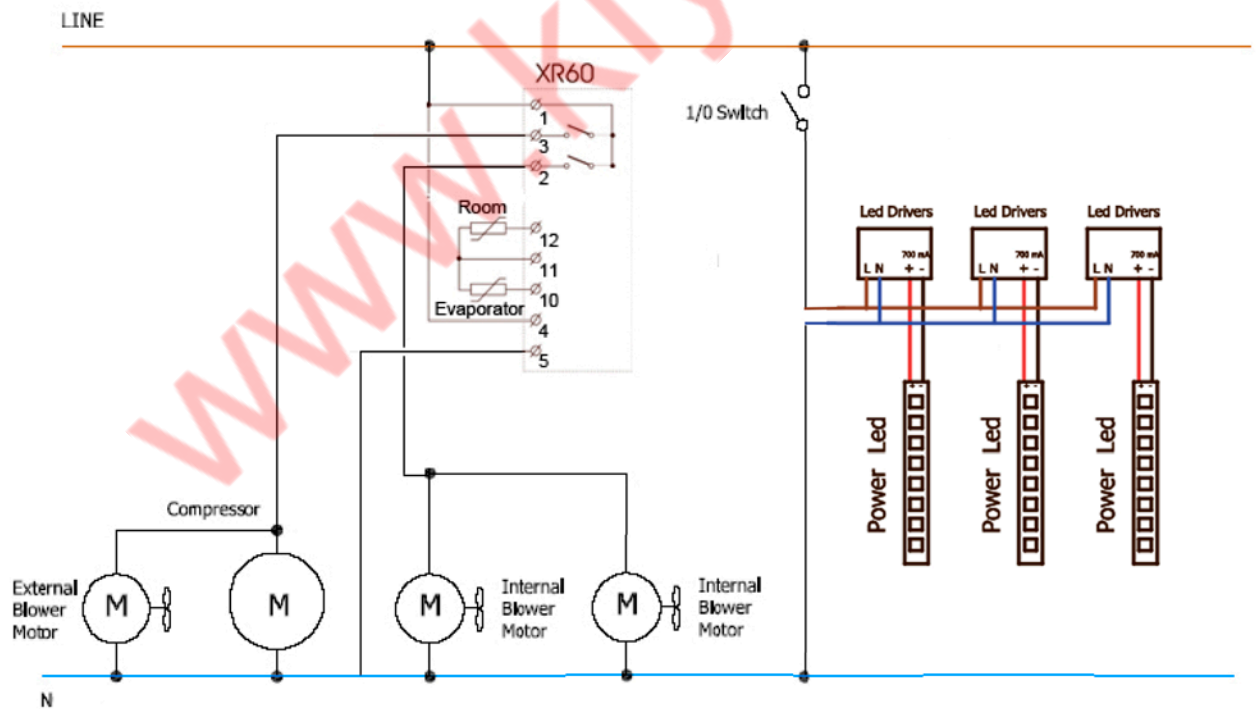 LINE
XR60
1
3
2
1/0 Switch
Room
12
11
10
Evaporator
4
5
Led Drivers
Led Drivers
Led Drivers
700 mA
700 mA
700 mA
L N + -
L N + -
L N + -
+ -
+ -
+ -
Power Led
Power Led
Power Led
Compressor
External
Blower
Motor
M
M
M
Internal
Blower
Motor
M
Internal
Blower
Motor
N
www.kly